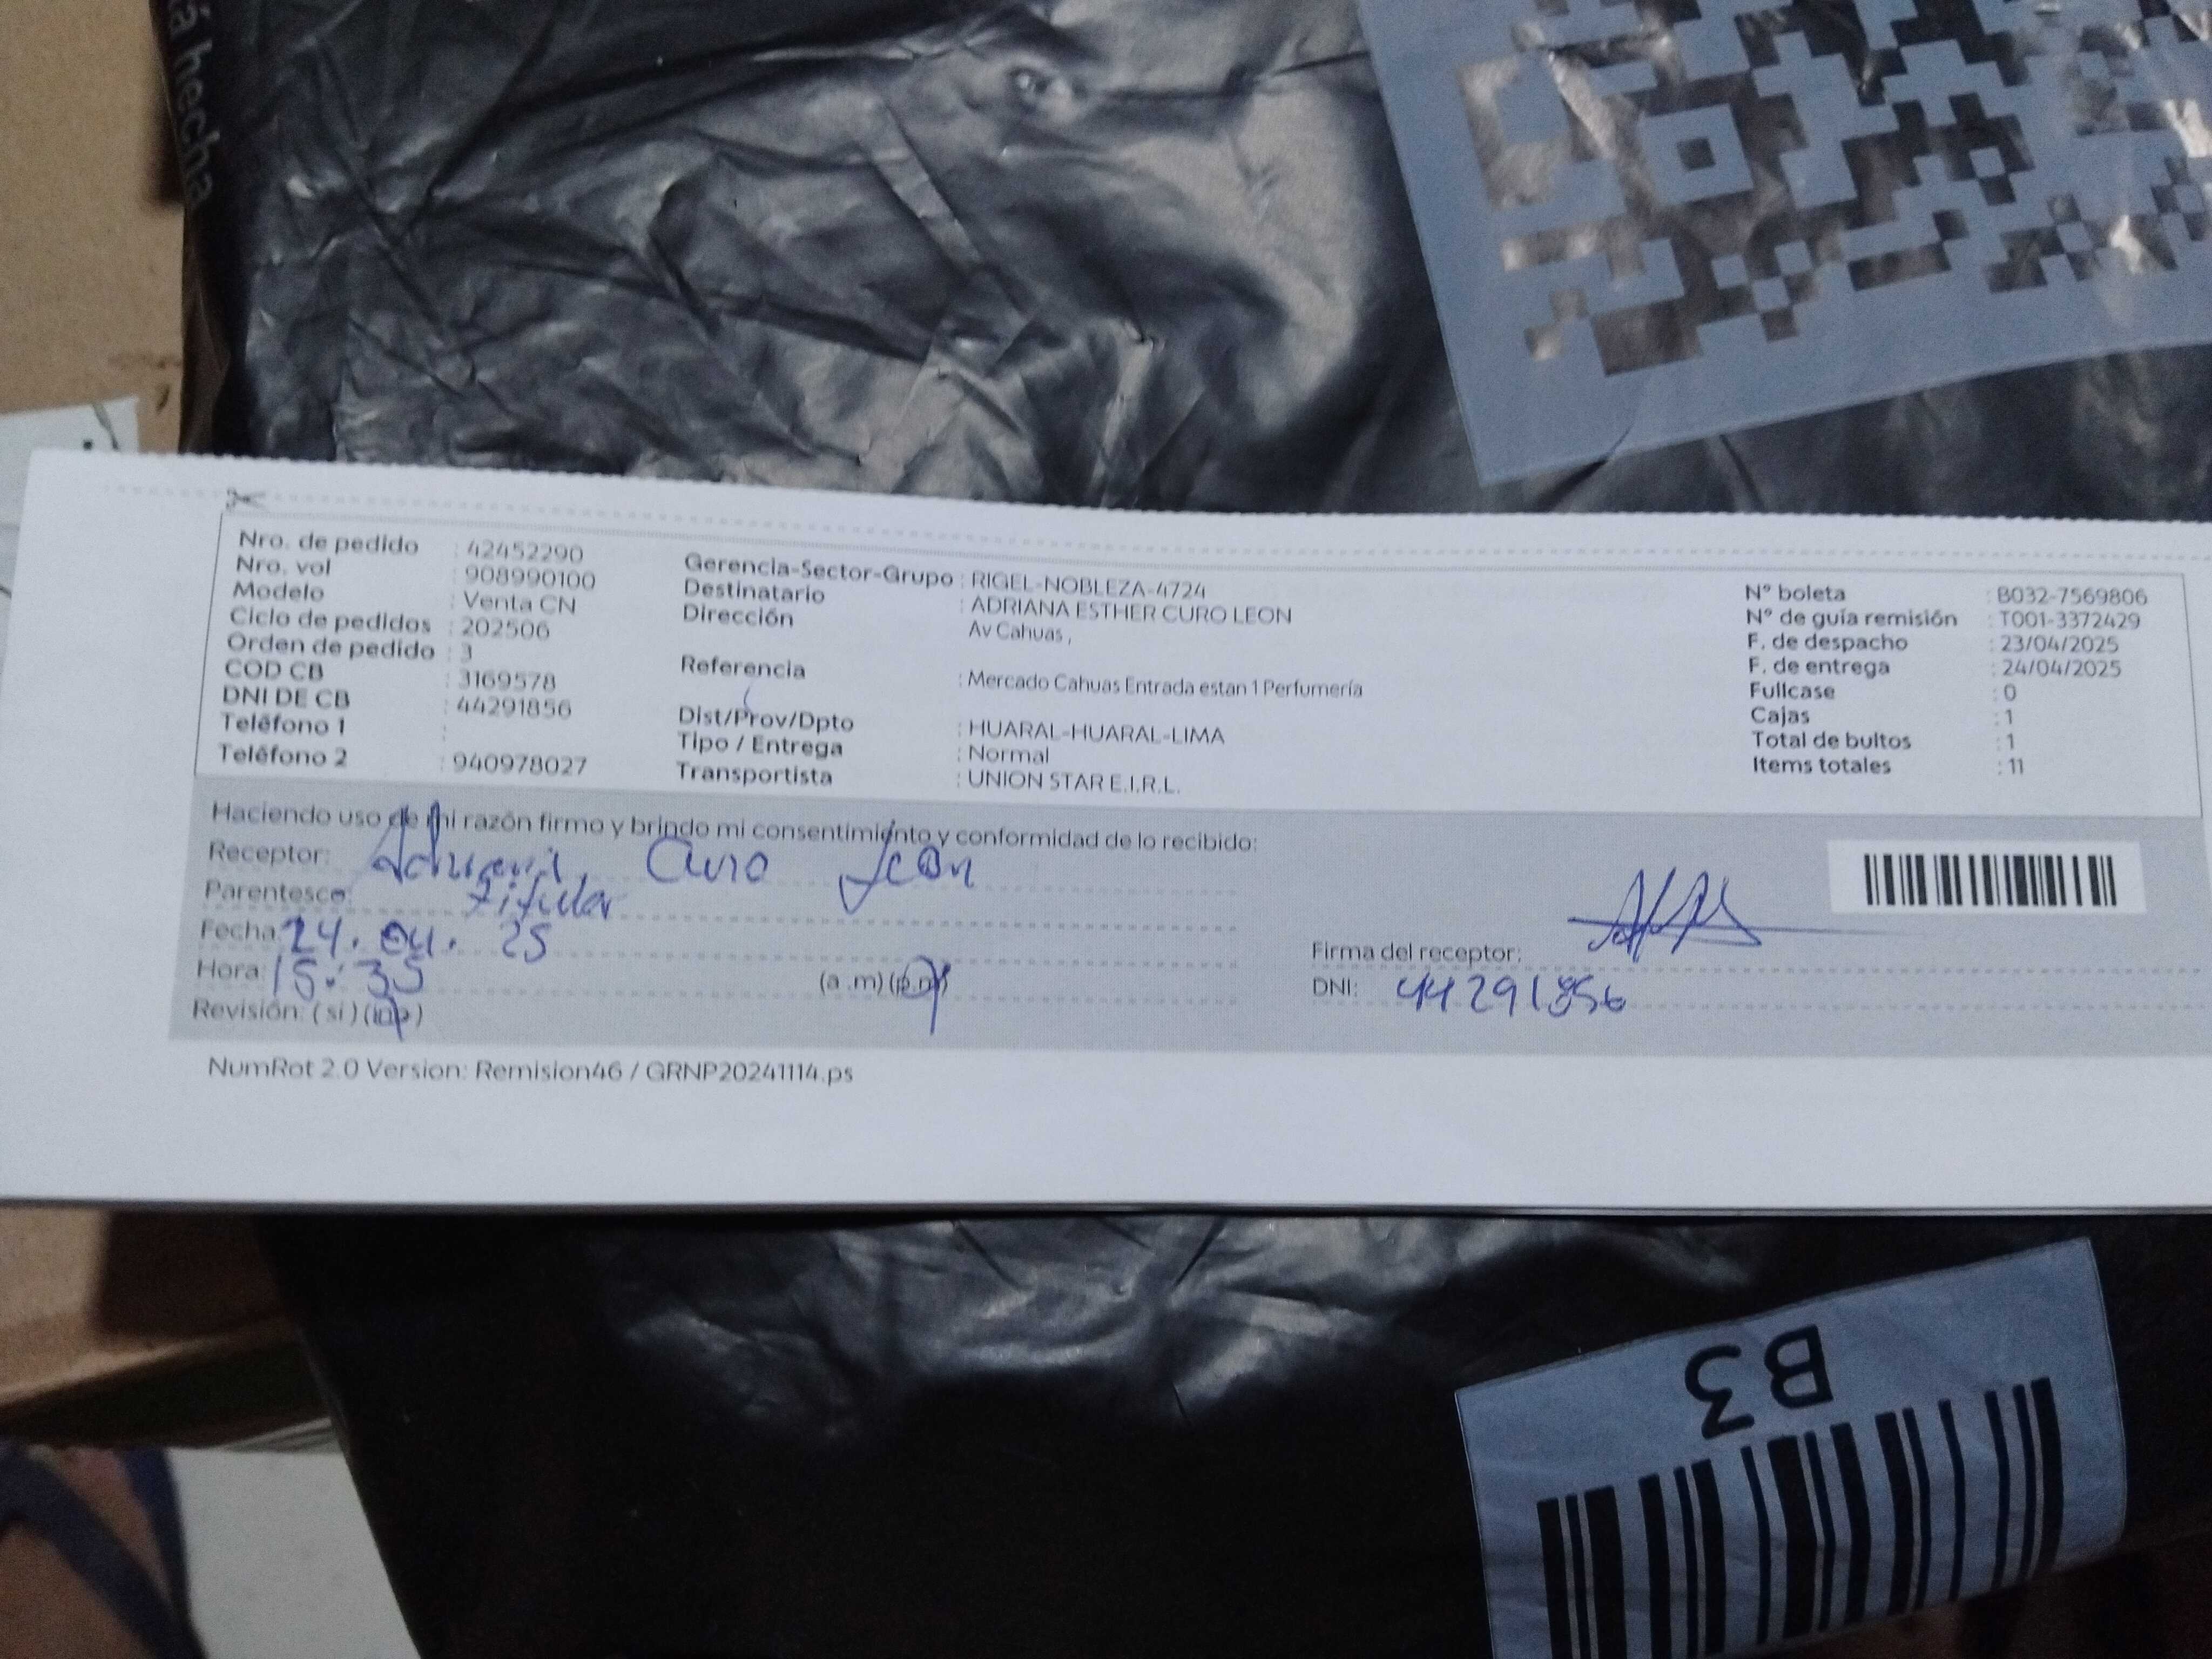 á hecha
Nro. de pedido : 42452290
Nro. vol : 908990100
Modelo : Venta CN
Ciclo de pedidos : 202506
Orden de pedido : 3
COD CB : 3169578
DNI DE CB : 44291856
Teléfono 1 :
Teléfono 2 : 940978027
Gerencia-Sector-Grupo : RIGEL-NOBLEZA-4724
Destinatario : ADRIANA ESTHER CURO LEON
Dirección Av Cahuas ,
Referencia : Mercado Cahuas Entrada estan 1 Perfumería
Dist/Prov/Dpto : HUARAL-HUARAL-LIMA
Tipo / Entrega : Normal
Transportista : UNION STAR E.I.R.L.
N° boleta : B032-7569806
N° de guía remisión : T001-3372429
F. de despacho : 23/04/2025
F. de entrega : 24/04/2025
Fullcase : 0
Cajas : 1
Total de bultos : 1
Items totales : 11
Haciendo uso de mi razón firmo y brindo mi consentimiento y conformidad de lo recibido:
Receptor: Adriana Curo Leon
Parentesco: titular
Fecha: 24. 04. 25
Hora: 15: 35 (a .m) (p.m)
Revisión: ( sí ) ( no )
Firma del receptor:
DNI: 44291856
NumRot 2.0 Version: Remision46 / GRNP20241114.ps
B3